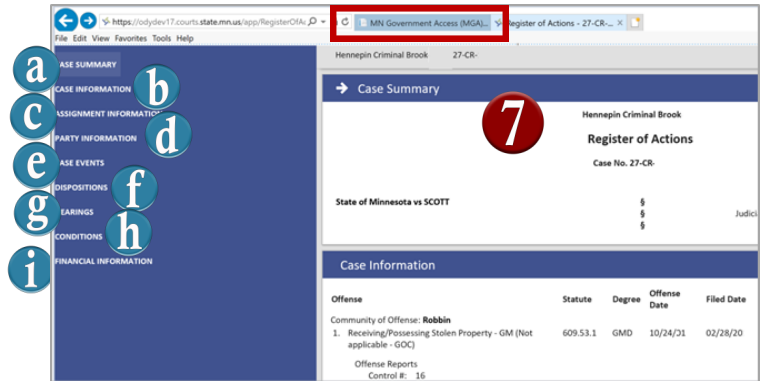 https://odydev17.courts.state.mn.us/app/RegisterOfAc
MN Government Access (MGA)...
Register of Actions - 27-CR-...
File Edit View Favorites Tools Help
Hennepin Criminal Brook 27-CR-
a
CASE SUMMARY
CASE INFORMATION
b
c
ASSIGNMENT INFORMATION
PARTY INFORMATION
d
e
CASE EVENTS
DISPOSITIONS
f
g
HEARINGS
CONDITIONS
h
i
FINANCIAL INFORMATION
Case Summary
7
Hennepin Criminal Brook
Register of Actions
Case No. 27-CR-
State of Minnesota vs SCOTT
§
§ Judici
§
Case Information
Offense Statute Degree Offense Date Filed Date
Community of Offense: Robbin
1. Receiving/Possessing Stolen Property - GM (Not 609.53.1 GMD 10/24/01 02/28/20
applicable - GOC)
Offense Reports
Control #: 16